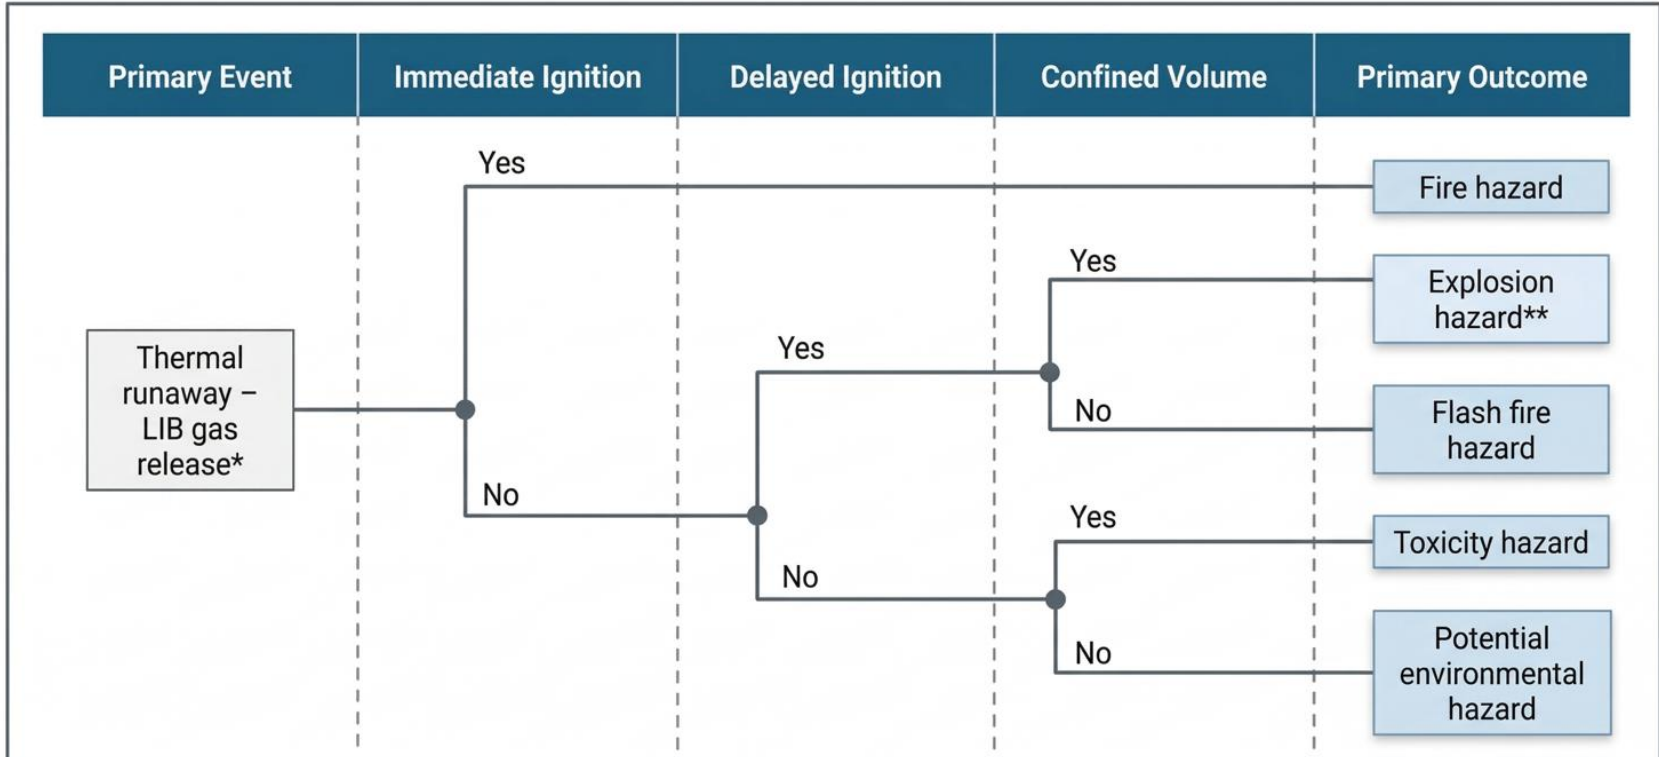 Primary Event
Immediate Ignition
Delayed Ignition
Confined Volume
Primary Outcome
Yes
Fire hazard
Yes
Explosion
hazard**
Thermal
runaway –
LIB gas
release*
Yes
No
Flash fire
hazard
No
Yes
Toxicity hazard
No
No
Potential
environmental
hazard